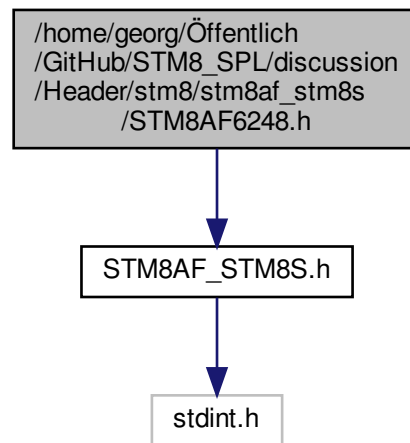 /home/georg/Öffentlich
/GitHub/STM8_SPL/discussion
/Header/stm8/stm8af_stm8s
/STM8AF6248.h
STM8AF_STM8S.h
stdint.h